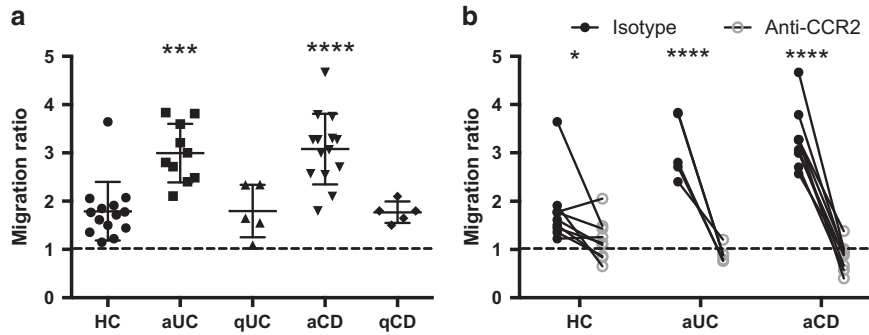 a
Migration ratio
5
4
3
2
1
0
***
****
HC aUC qUC aCD qCD
b
Isotype Anti-CCR2
Migration ratio
5
4
3
2
1
0
*
****
****
HC aUC aCD